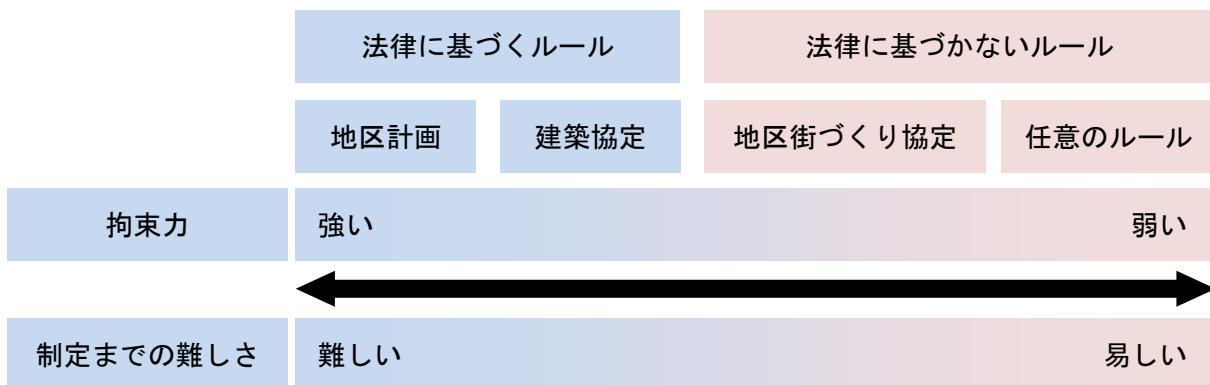 法律に基づくルール
法律に基づかないルール
地区計画
建築協定
地区街づくり協定
任意のルール
拘束力
強い
弱い
制定までの難しさ
難しい
易しい